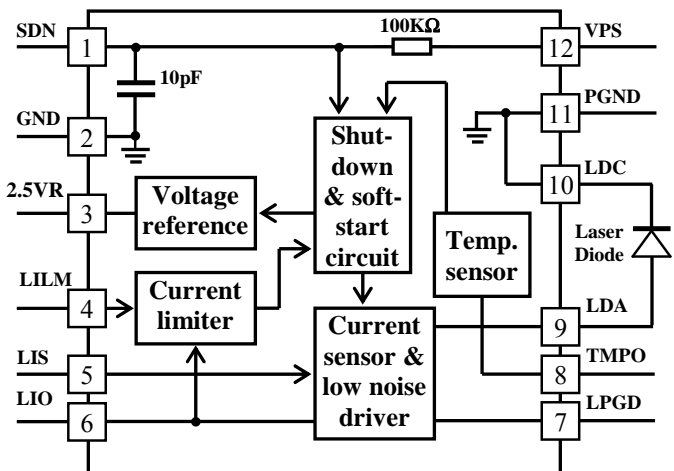 SDN
1
100KΩ
12
VPS
10pF
GND
2
PGND
11
Shut-
down
& soft-
start
circuit
LDC
10
2.5VR
3
Voltage
reference
Temp.
sensor
Laser
Diode
LILM
4
Current
limiter
LDA
9
Current
sensor &
low noise
driver
LIS
5
TMPO
8
LIO
6
LPGD
7